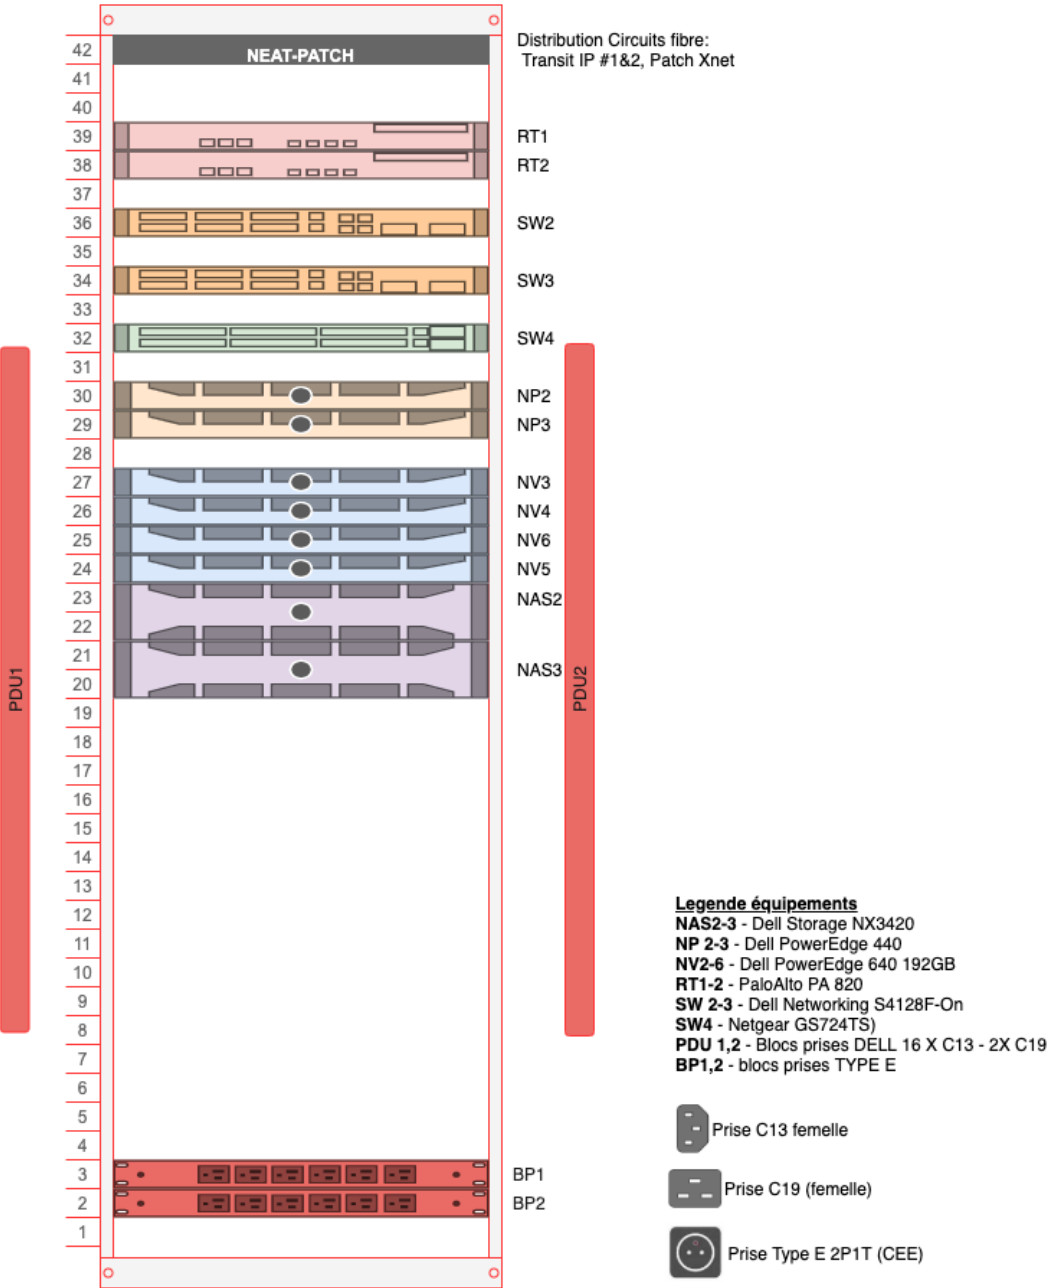 Distribution Circuits fibre:
Transit IP #1&2, Patch Xnet
42
NEAT-PATCH
41
40
39
RT1
38
RT2
37
36
SW2
35
34
SW3
33
32
SW4
31
30
NP2
29
NP3
28
27
NV3
26
NV4
25
NV6
24
NV5
23
NAS2
22
21
NAS3
20
PDU1
PDU2
19
18
17
16
15
14
13
12
11
10
9
8
7
6
5
4
3
BP1
2
BP2
1
Legende équipements
NAS2-3 - Dell Storage NX3420
NP 2-3 - Dell PowerEdge 440
NV2-6 - Dell PowerEdge 640 192GB
RT1-2 - PaloAlto PA 820
SW 2-3 - Dell Networking S4128F-On
SW4 - Netgear GS724TS)
PDU 1,2 - Blocs prises DELL 16 X C13 - 2X C19
BP1,2 - blocs prises TYPE E
Prise C13 femelle
Prise C19 (femelle)
Prise Type E 2P1T (CEE)